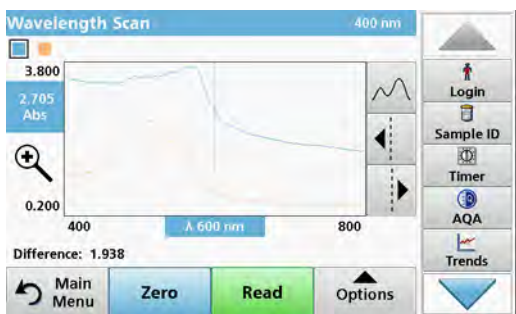 Wavelength Scan 400 nm
3.800
2.705
Abs
0.200
400 λ 600 nm 800
Difference: 1.938
Main
Menu
Zero
Read
Options
Login
Sample ID
Timer
AQA
Trends